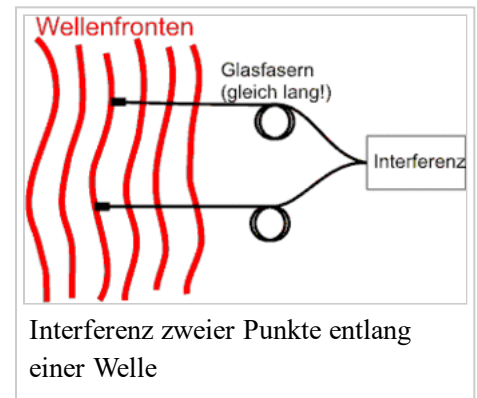 Wellenfronten
Glasfasern
(gleich lang!)
Interferenz
Interferenz zweier Punkte entlang
einer Welle